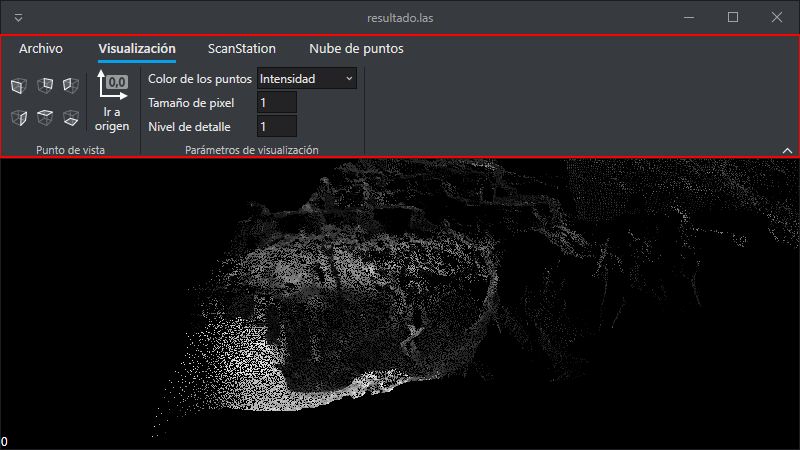 resultado.las
Archivo Visualización ScanStation Nube de puntos
0,0
Ir a
origen
Punto de vista
Color de los puntos Intensidad
Tamaño de pixel 1
Nivel de detalle 1
Parámetros de visualización
0